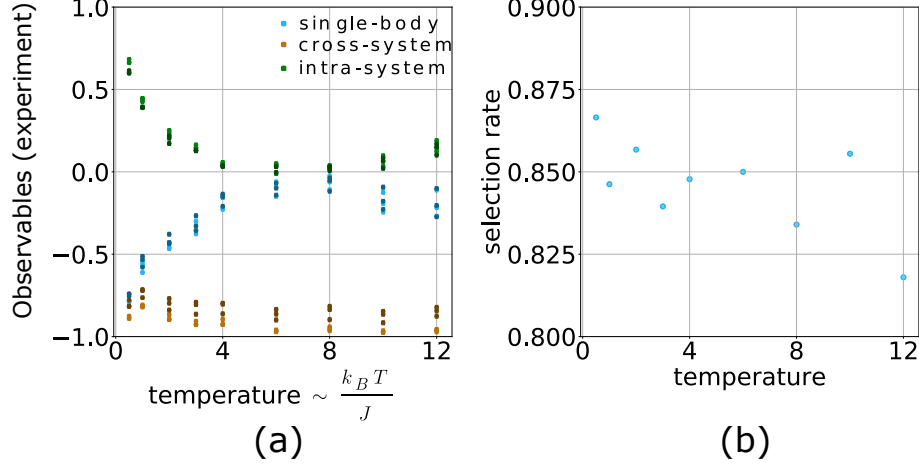 1.0
0.5
0.0
−0.5
−1.0
Observables (experiment)
single-body
cross-system
intra-system
0 4 8 12
temperature ~ k_B T / J
(a)
0.900
0.875
0.850
0.825
0.800
selection rate
0 4 8 12
temperature
(b)